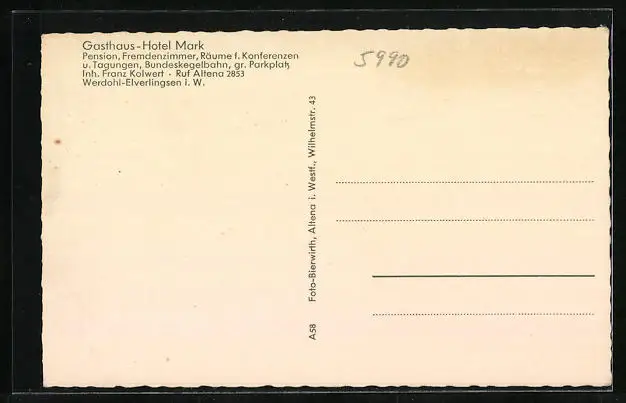 Gasthaus-Hotel Mark
Pension, Fremdenzimmer, Räume f. Konferenzen
u. Tagungen, Bundeskegelbahn, gr. Parkplatz
Inh. Franz Kolwert · Ruf Altena 2853
Werdohl-Elverlingsen i. W.
5990
A58 Foto-Bierwirth, Altena i. Westf., Wilhelmstr. 43